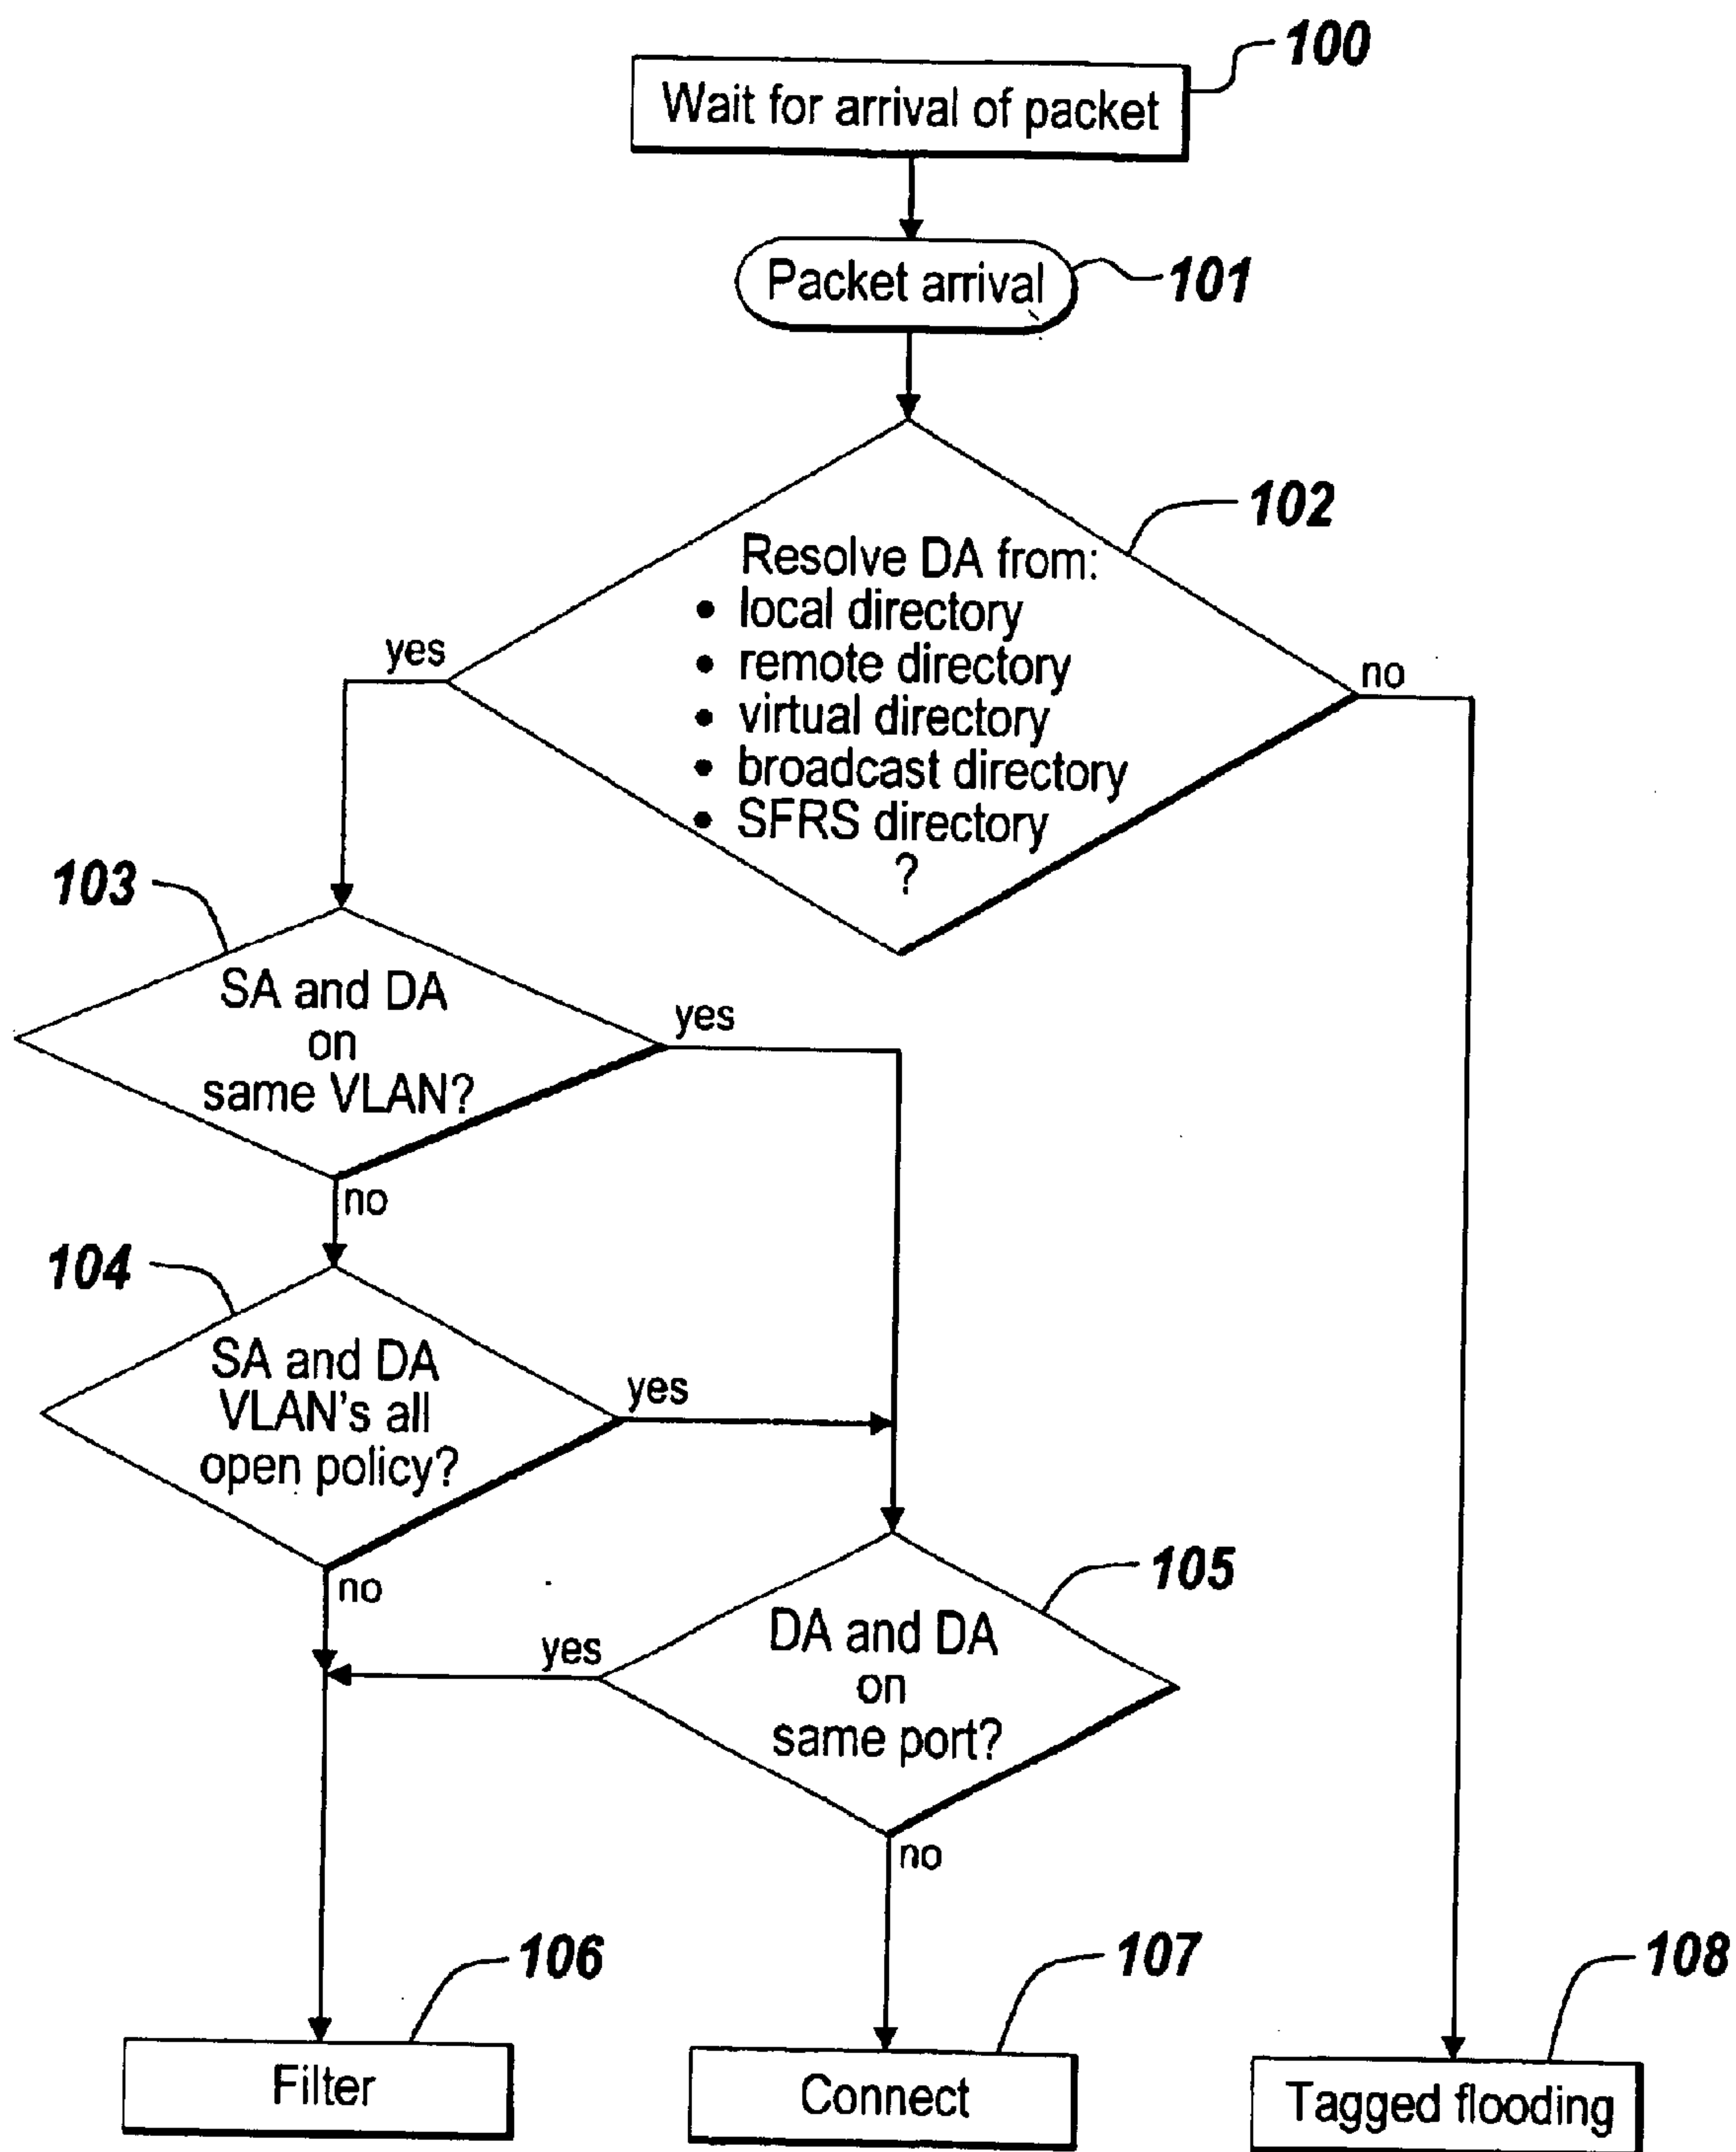 100
Wait for arrival of packet
Packet arrival
101
102
Resolve DA from:
• local directory
• remote directory
• virtual directory
• broadcast directory
• SFRS directory
?
yes
no
103
SA and DA
on
same VLAN?
yes
no
104
SA and DA
VLAN's all
open policy?
yes
no
105
DA and DA
on
same port?
yes
no
106
Filter
107
Connect
108
Tagged flooding